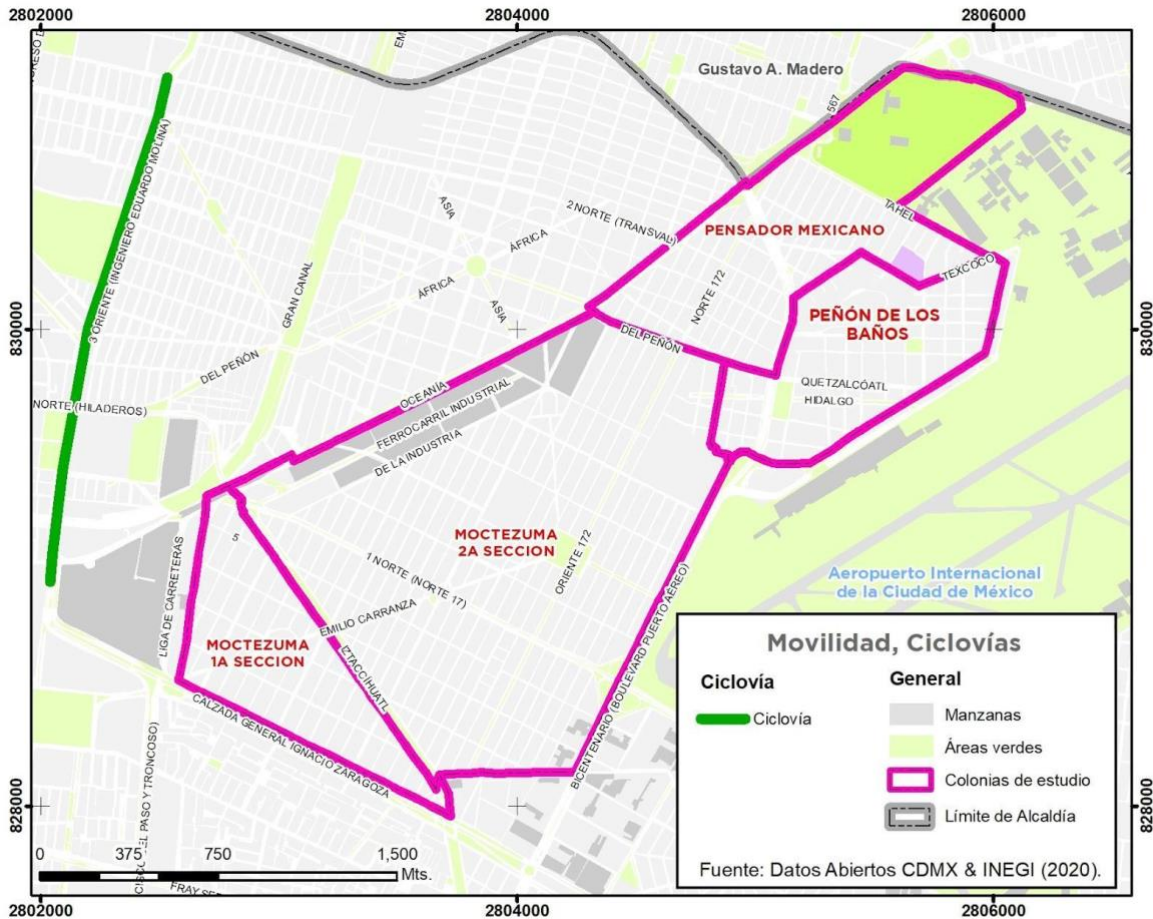 2802000
2804000
2806000
Gustavo A. Madero
567
3 ORIENTE (INGENIERO EDUARDO MOLINA)
ASIA
2 NORTE (TRANSVAL)
TAHEL
PENSADOR MEXICANO
ÁFRICA
TEXCOCO
GRAN CANAL
ÁFRICA
NORTE 172
ASIA
PEÑÓN DE LOS
BAÑOS
830000
830000
DEL PEÑÓN
DEL PEÑÓN
QUETZALCÓATL
HIDALGO
NORTE (HILADEROS)
OCEANÍA
FERROCARRIL INDUSTRIAL
DE LA INDUSTRIA
5
MOCTEZUMA
2A SECCION
1 NORTE (NORTE 17)
ORIENTE 172
Aeropuerto Internacional
de la Ciudad de México
LIGA DE CARRETERAS
EMILIO CARRANZA
MOCTEZUMA
1A SECCION
IZTACCÍHUATL
BICENTENARIO (BOULEVARD PUERTO AÉREO)
CALZADA GENERAL IGNACIO ZARAGOZA
Movilidad, Ciclovías
Ciclovía
Ciclovía
General
Manzanas
Áreas verdes
Colonias de estudio
Límite de Alcaldía
Fuente: Datos Abiertos CDMX & INEGI (2020).
828000
828000
0
375
750
1,500
Mts.
2802000
2804000
2806000